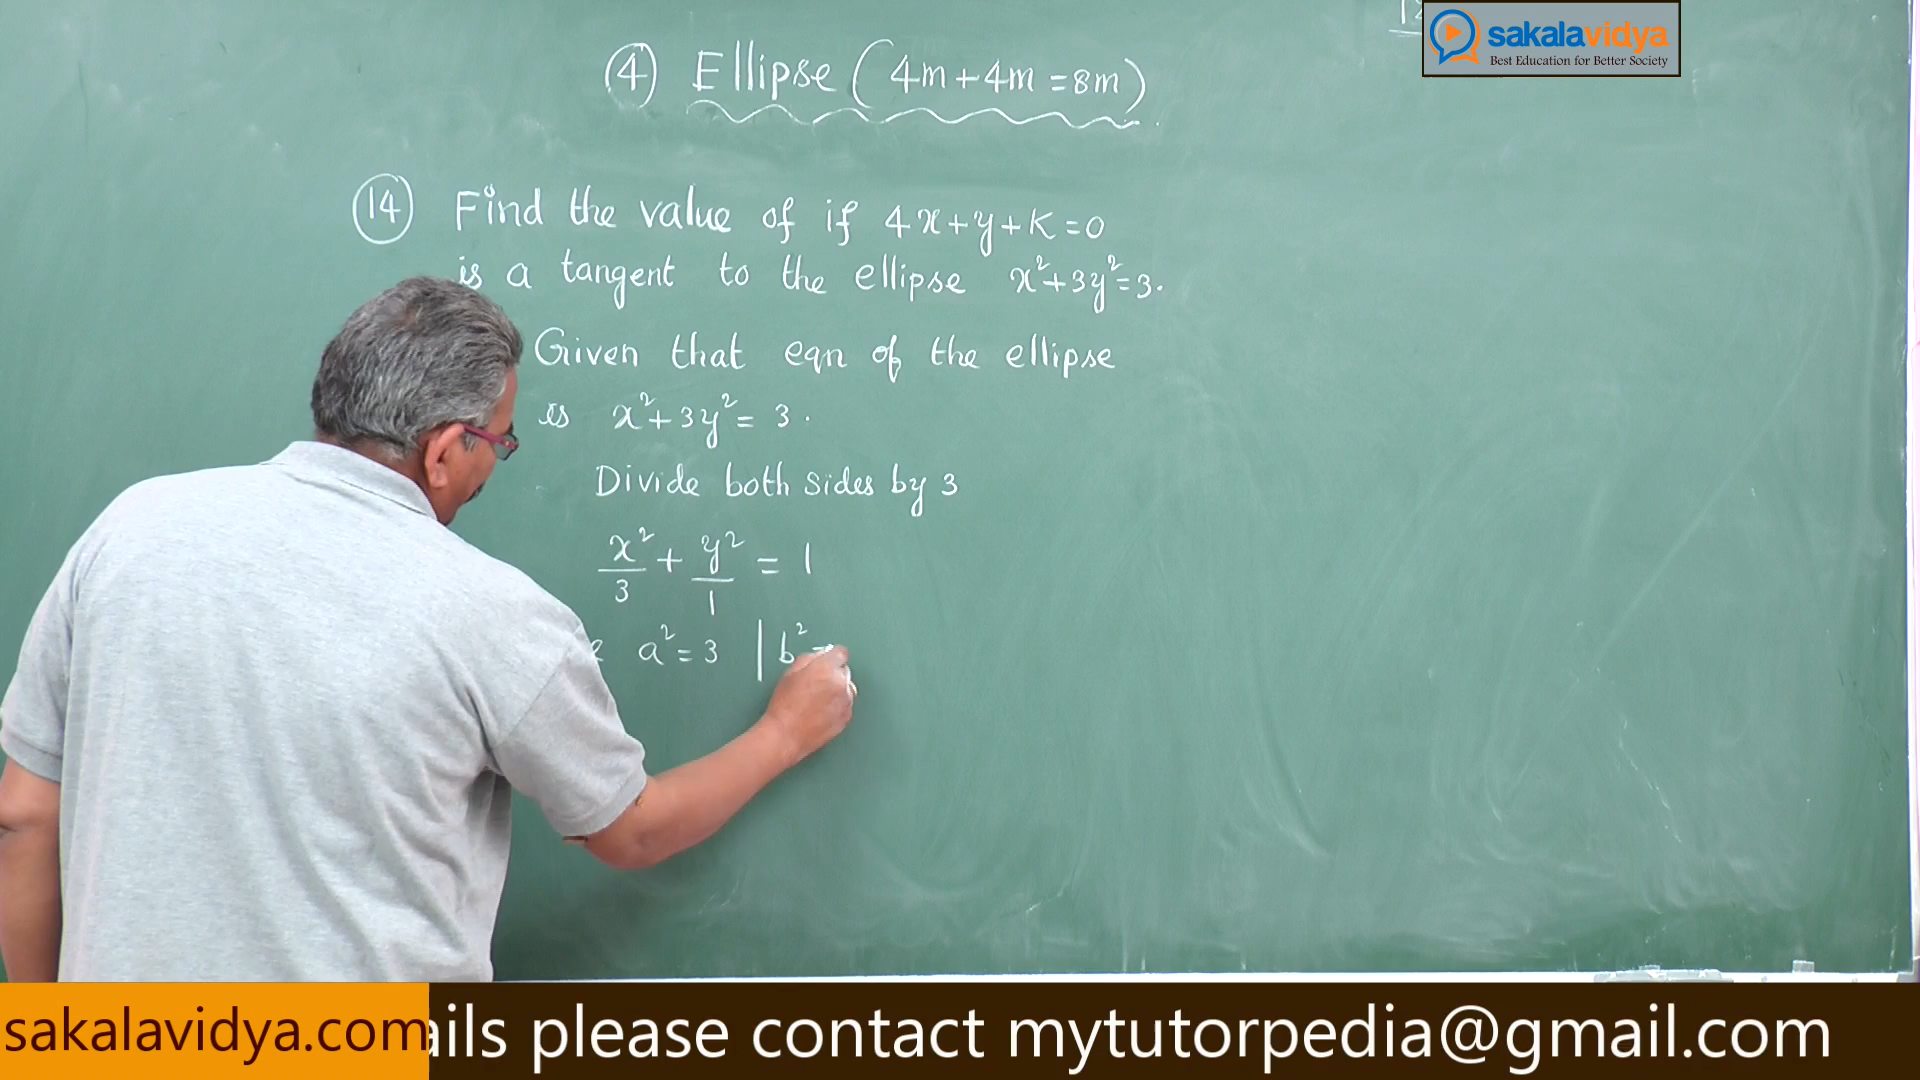 sakalavidya
Best Education for Better Society
(4) Ellipse (4m+4m=8m)
(14) Find the value of if 4x+y+K=0
is a tangent to the ellipse x²+3y²=3.
Given that eqn of the ellipse
is x²+3y²= 3.
Divide both sides by 3
x²/3 + y²/1 = 1
a²=3 | b²=
sakalavidya.com
ails please contact mytutorpedia@gmail.com